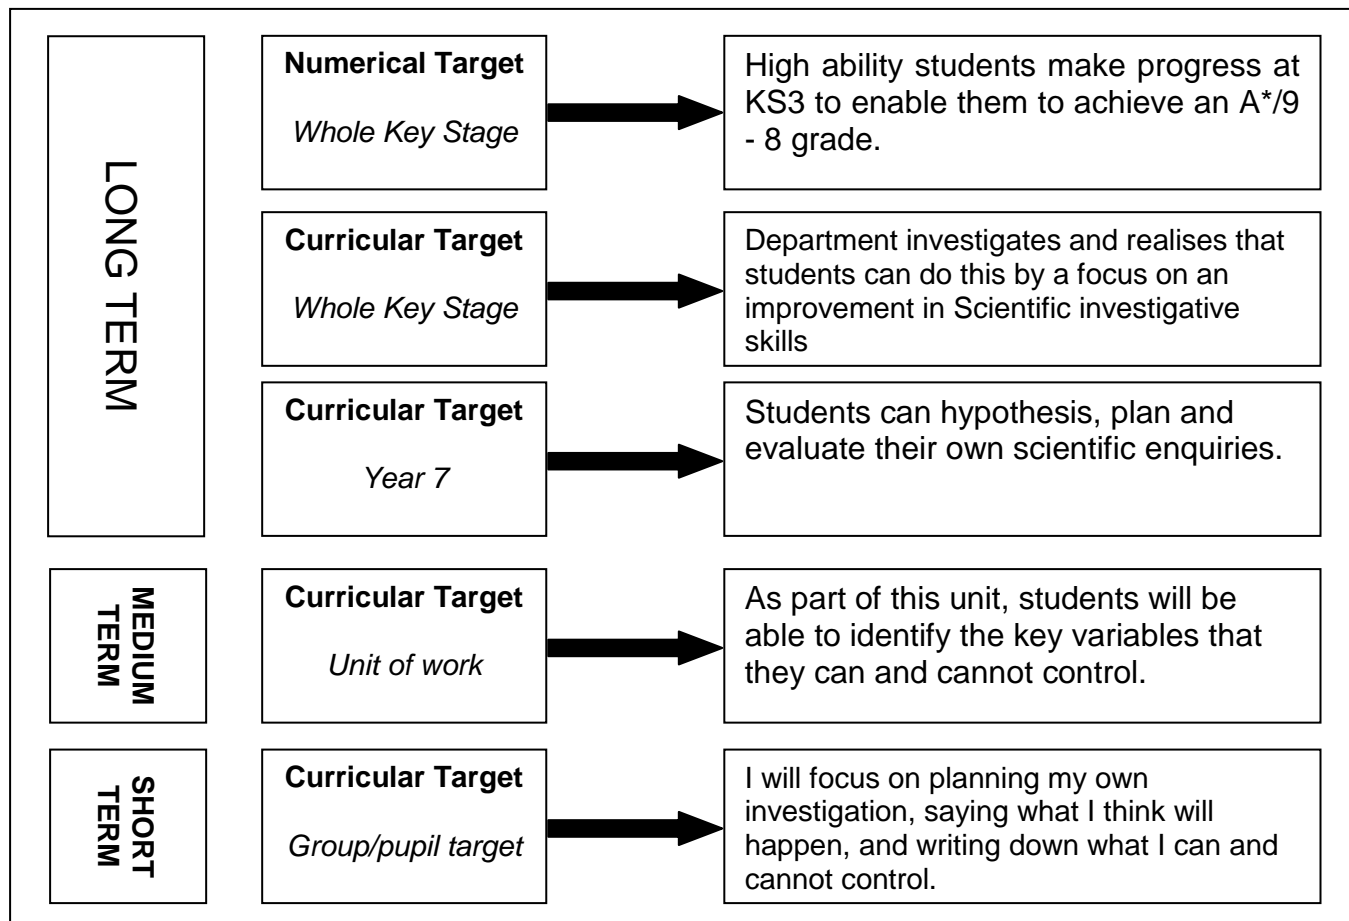 LONG TERM
Numerical Target
Whole Key Stage
High ability students make progress at
KS3 to enable them to achieve an A*/9
- 8 grade.
Curricular Target
Whole Key Stage
Department investigates and realises that
students can do this by a focus on an
improvement in Scientific investigative
skills
Curricular Target
Year 7
Students can hypothesis, plan and
evaluate their own scientific enquiries.
MEDIUM
TERM
Curricular Target
Unit of work
As part of this unit, students will be
able to identify the key variables that
they can and cannot control.
SHORT
TERM
Curricular Target
Group/pupil target
I will focus on planning my own
investigation, saying what I think will
happen, and writing down what I can and
cannot control.